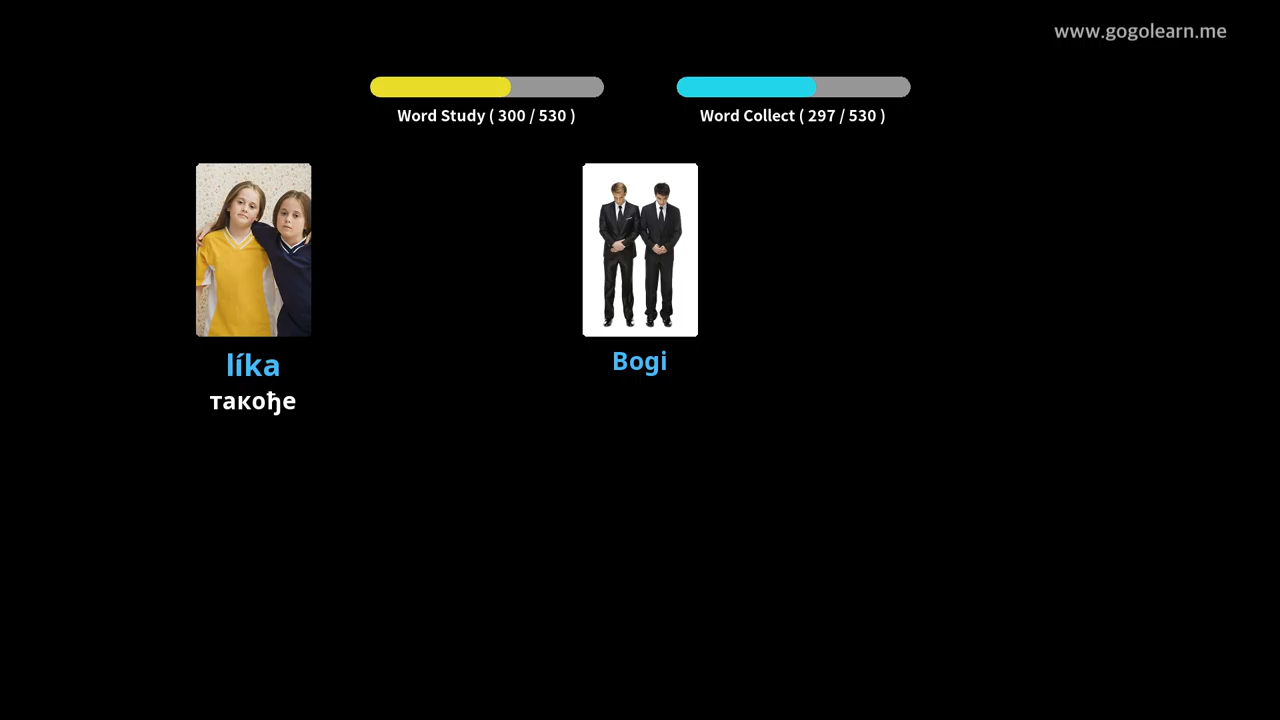 www.gogolearn.me
Word Study ( 300 / 530 )
Word Collect ( 297 / 530 )
líka
такође
Bogi